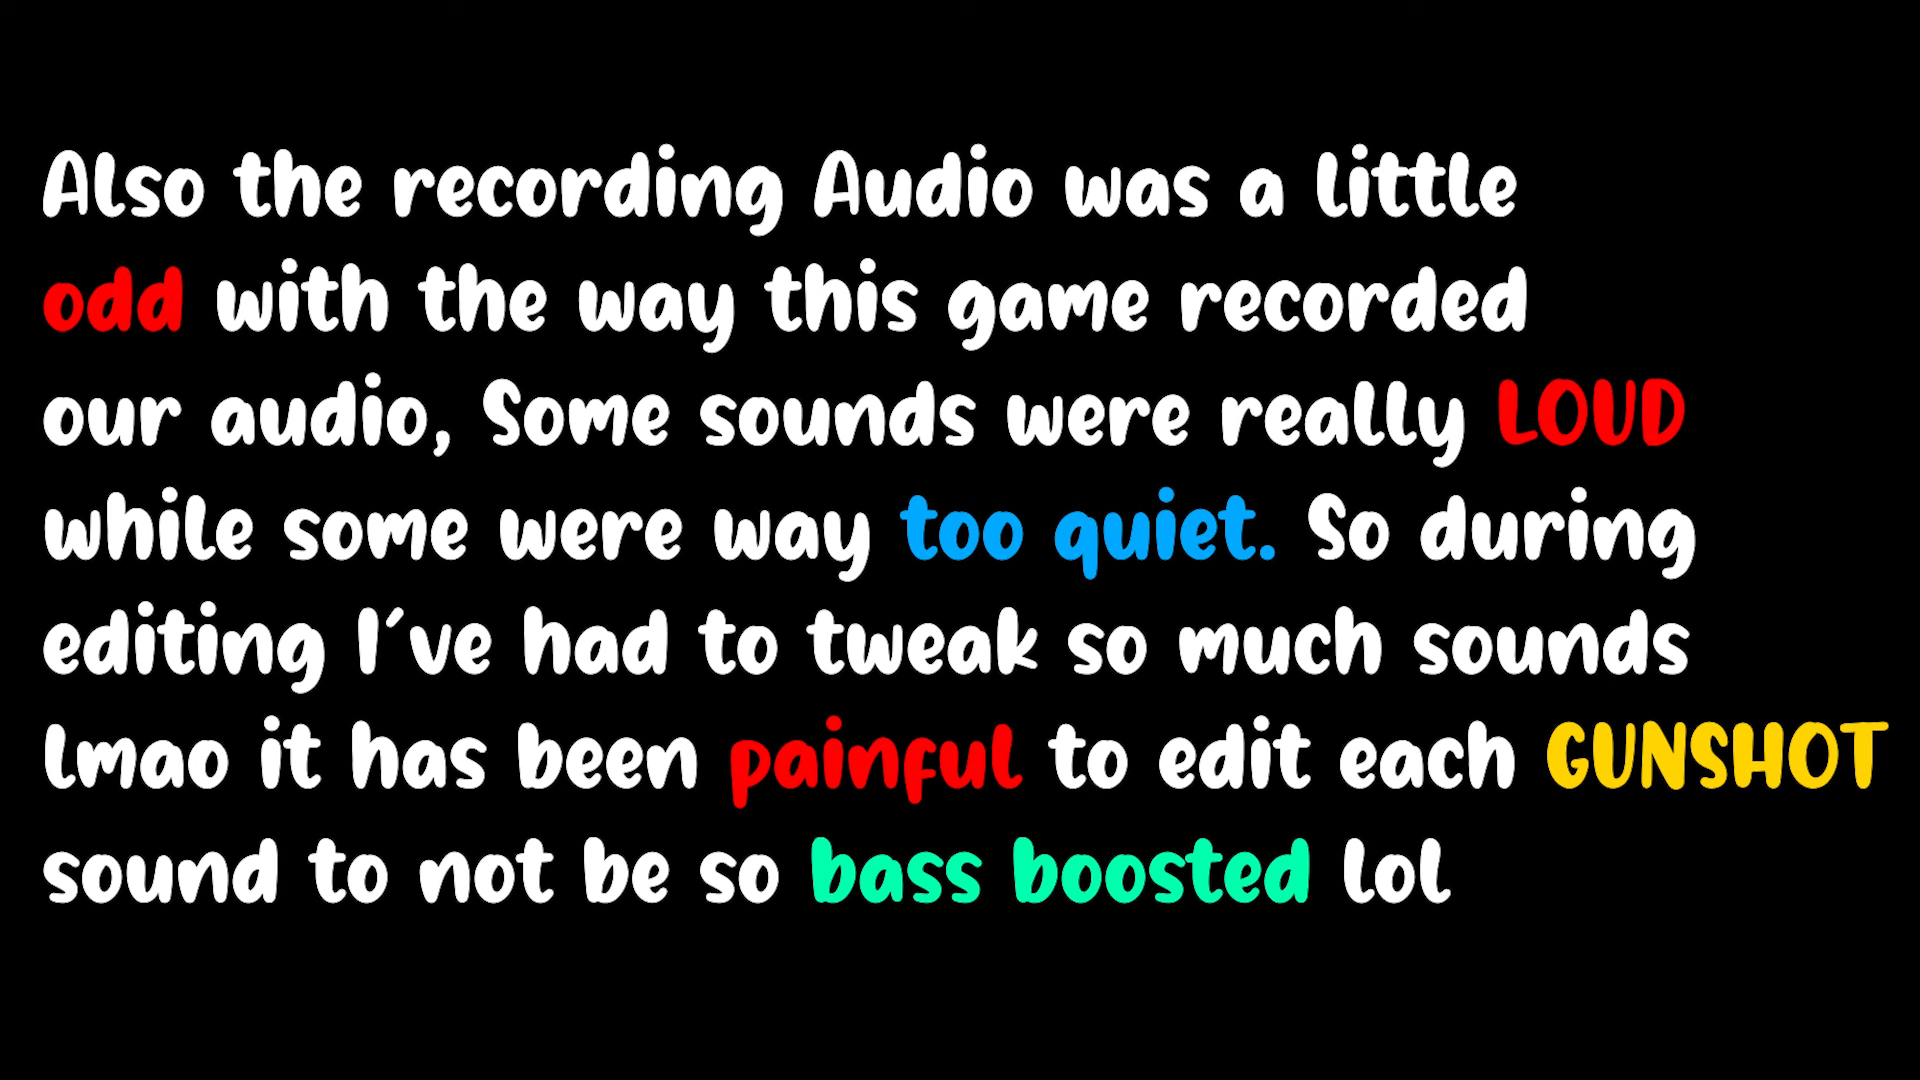 Also the recording Audio was a little
odd with the way this game recorded
our audio, Some sounds were really LOUD
while some were way too quiet. So during
editing I've had to tweak so much sounds
lmao it has been painful to edit each GUNSHOT
sound to not be so bass boosted lol